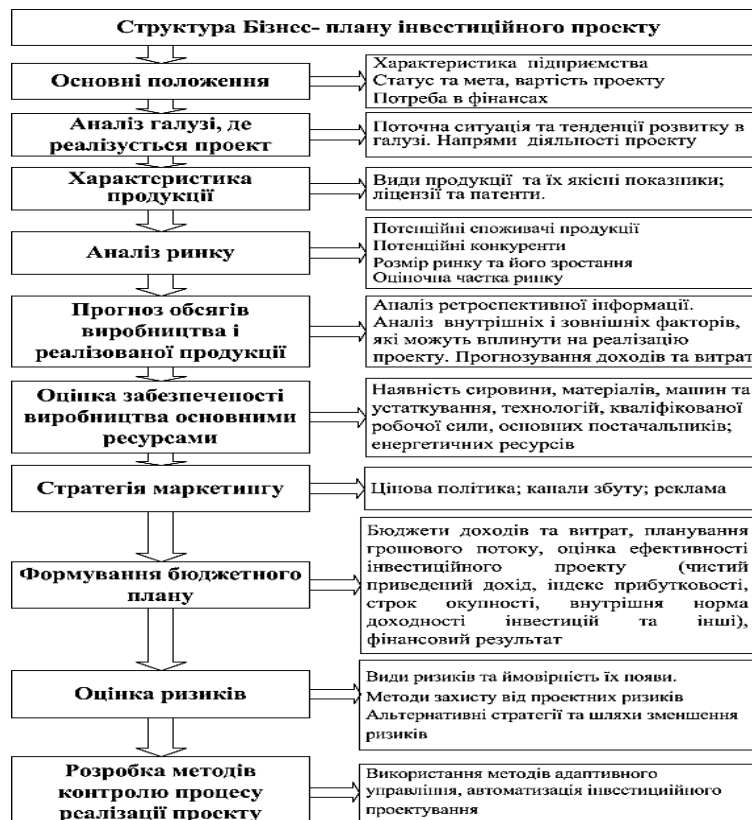 Структура Бізнес- плану інвестиційного проекту
Основні положення
Характеристика підприємства
Статус та мета, вартість проекту
Потреба в фінансах
Аналіз галузі, де
реалізується проект
Поточна ситуація та тенденції розвитку в
галузі. Напрями діяльності проекту
Характеристика
продукції
Види продукції та їх якісні показники;
ліцензії та патенти.
Аналіз ринку
Потенційні споживачі продукції
Потенційні конкуренти
Розмір ринку та його зростання
Оціночна частка ринку
Прогноз обсягів
виробництва і
реалізованої продукції
Аналіз ретроспективної інформації.
Аналіз внутрішніх і зовнішніх факторів,
які можуть вплинути на реалізацію
проекту. Прогнозування доходів та витрат
Оцінка забезпеченості
виробництва основними
ресурсами
Наявність сировини, матеріалів, машин та
устаткування, технологій, кваліфікованої
робочої сили, основних постачальників;
енергетичних ресурсів
Стратегія маркетингу
Цінова політика; канали збуту; реклама
Формування бюджетного
плану
Бюджети доходів та витрат, планування
грошового потоку, оцінка ефективності
інвестиційного проекту (чистий
приведений дохід, індекс прибутковості,
строк окупності, внутрішня норма
доходності інвестицій та інші),
фінансовий результат
Оцінка ризиків
Види ризиків та ймовірність їх появи.
Методи захисту від проектних ризиків
Альтернативні стратегії та шляхи зменшення
ризиків
Розробка методів
контролю процесу
реалізації проекту
Використання методів адаптивного
управління, автоматизація інвестициійного
проектування